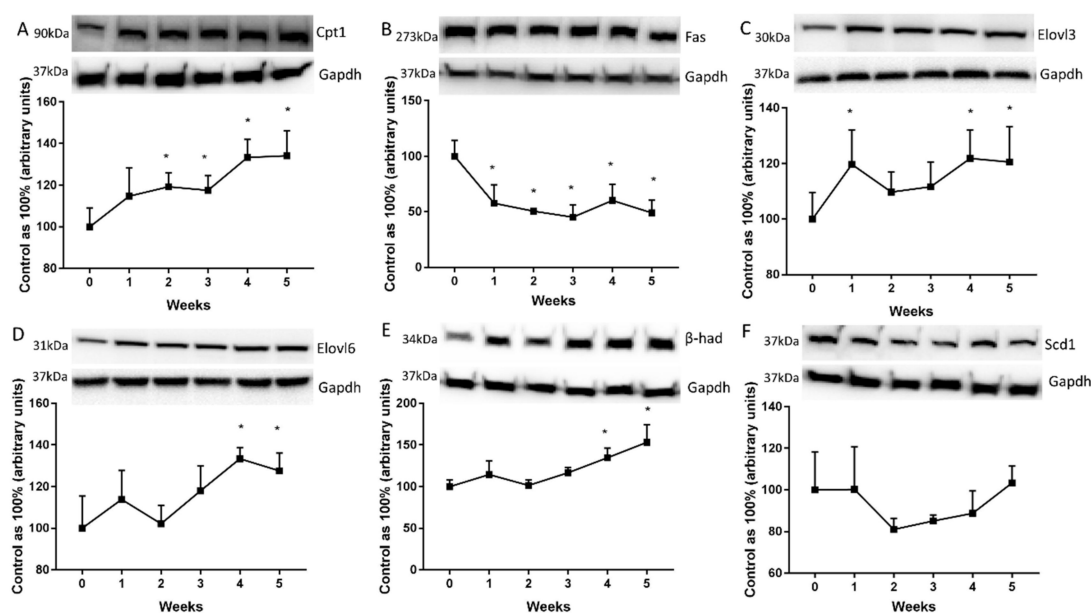 A
90kDa
Cpt1
37kDa
Gapdh
Control as 100% (arbitrary units)
160
140
120
100
80
* * * *
0 1 2 3 4 5
Weeks
B
273kDa
Fas
37kDa
Gapdh
Control as 100% (arbitrary units)
150
100
50
0
* * * * *
0 1 2 3 4 5
Weeks
C
30kDa
Elovl3
37kDa
Gapdh
Control as 100% (arbitrary units)
140
120
100
80
* * *
0 1 2 3 4 5
Weeks
D
31kDa
Elovl6
37kDa
Gapdh
Control as 100% (arbitrary units)
160
140
120
100
80
* *
0 1 2 3 4 5
Weeks
E
34kDa
β-had
37kDa
Gapdh
Control as 100% (arbitrary units)
200
150
100
50
0
* *
0 1 2 3 4 5
Weeks
F
37kDa
Scd1
37kDa
Gapdh
Control as 100% (arbitrary units)
140
120
100
80
60
0 1 2 3 4 5
Weeks